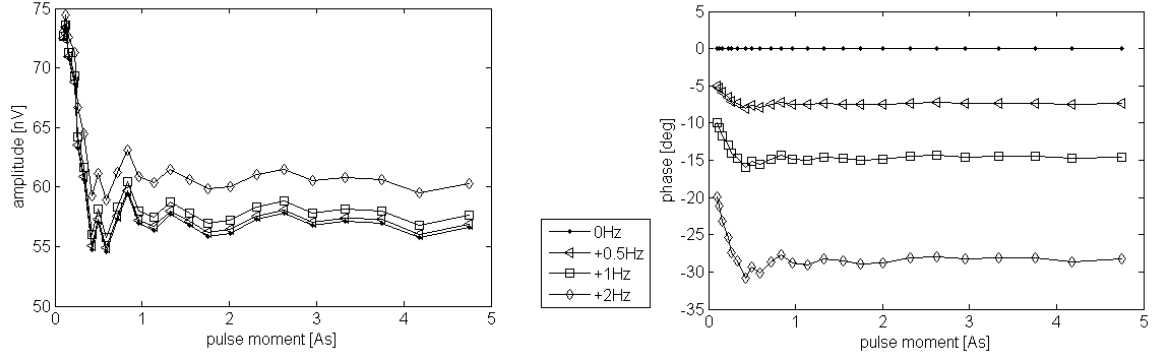 75
70
65
60
55
50
amplitude [nV]
0 1 2 3 4 5
pulse moment [As]
0Hz
+0.5Hz
+1Hz
+2Hz
5
0
-5
-10
-15
-20
-25
-30
-35
phase [deg]
0 1 2 3 4 5
pulse moment [As]